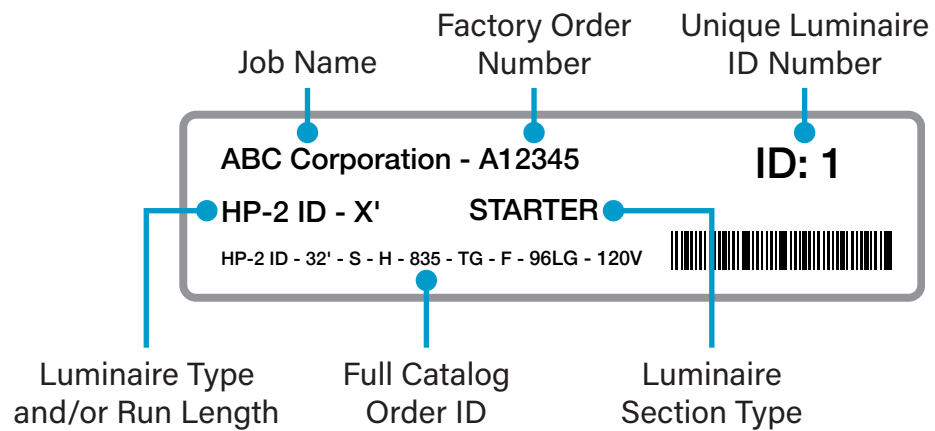 Job Name
Factory Order
Number
Unique Luminaire
ID Number
ABC Corporation - A12345
ID: 1
HP-2 ID - X'
STARTER
HP-2 ID - 32' - S - H - 835 - TG - F - 96LG - 120V
Luminaire Type
and/or Run Length
Full Catalog
Order ID
Luminaire
Section Type